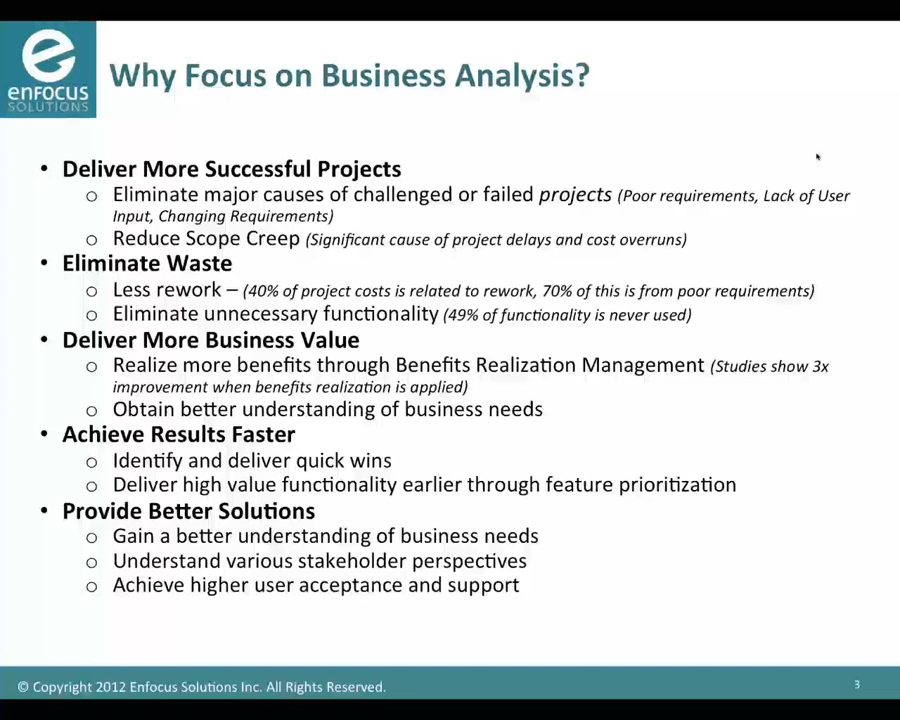 enfocus
SOLUTIONS
Why Focus on Business Analysis?
• Deliver More Successful Projects
o Eliminate major causes of challenged or failed projects (Poor requirements, Lack of User
Input, Changing Requirements)
o Reduce Scope Creep (Significant cause of project delays and cost overruns)
• Eliminate Waste
o Less rework – (40% of project costs is related to rework, 70% of this is from poor requirements)
o Eliminate unnecessary functionality (49% of functionality is never used)
• Deliver More Business Value
o Realize more benefits through Benefits Realization Management (Studies show 3x
improvement when benefits realization is applied)
o Obtain better understanding of business needs
• Achieve Results Faster
o Identify and deliver quick wins
o Deliver high value functionality earlier through feature prioritization
• Provide Better Solutions
o Gain a better understanding of business needs
o Understand various stakeholder perspectives
o Achieve higher user acceptance and support
© Copyright 2012 Enfocus Solutions Inc. All Rights Reserved.
3